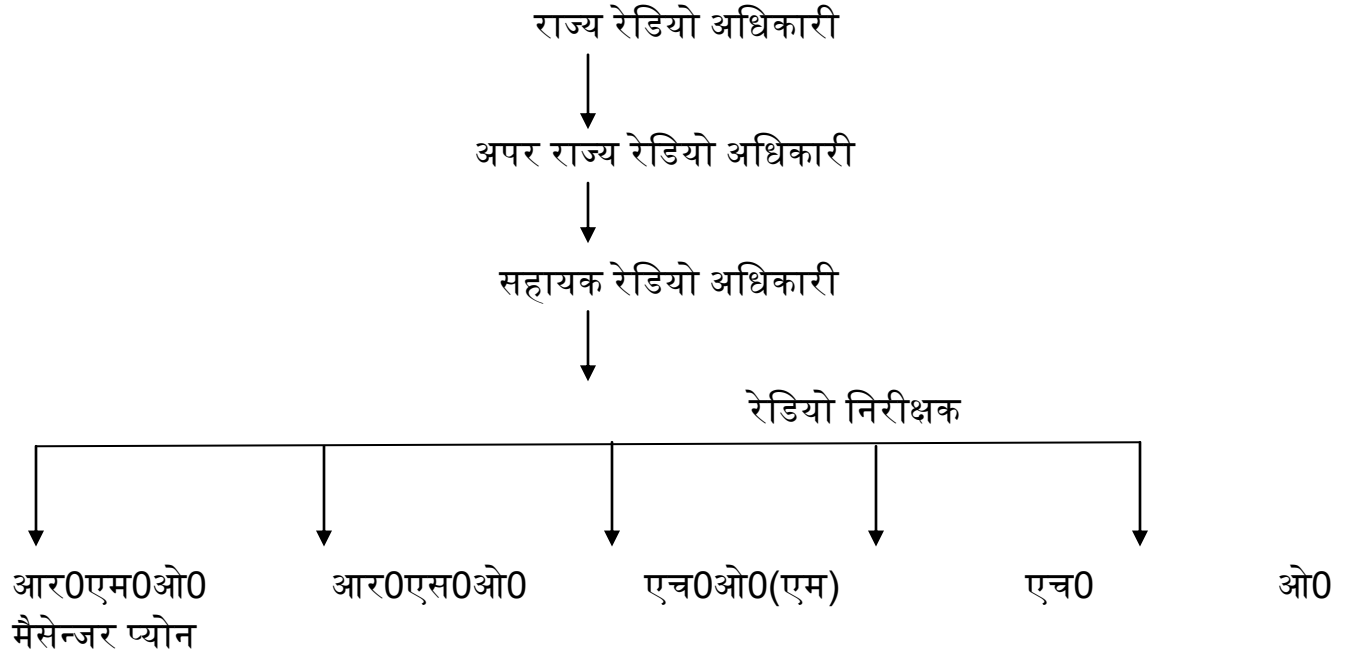 राज्य रेडियो अधिकारी
अपर राज्य रेडियो अधिकारी
सहायक रेडियो अधिकारी
रेडियो निरीक्षक
आर0एम0ओ0 आर0एस0ओ0 एच0ओ0(एम) एच0 ओ0
मैसेन्जर प्योन